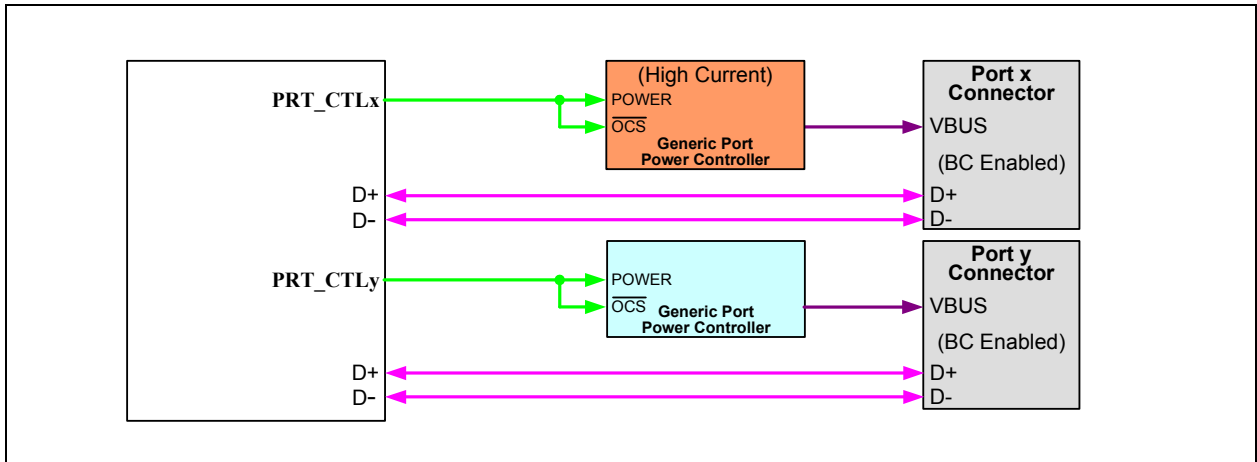 PRT_CTLx
D+
D-
PRT_CTLy
D+
D-
(High Current)
POWER
OCS
Generic Port
Power Controller
POWER
OCS
Generic Port
Power Controller
Port x
Connector
VBUS
(BC Enabled)
D+
D-
Port y
Connector
VBUS
(BC Enabled)
D+
D-